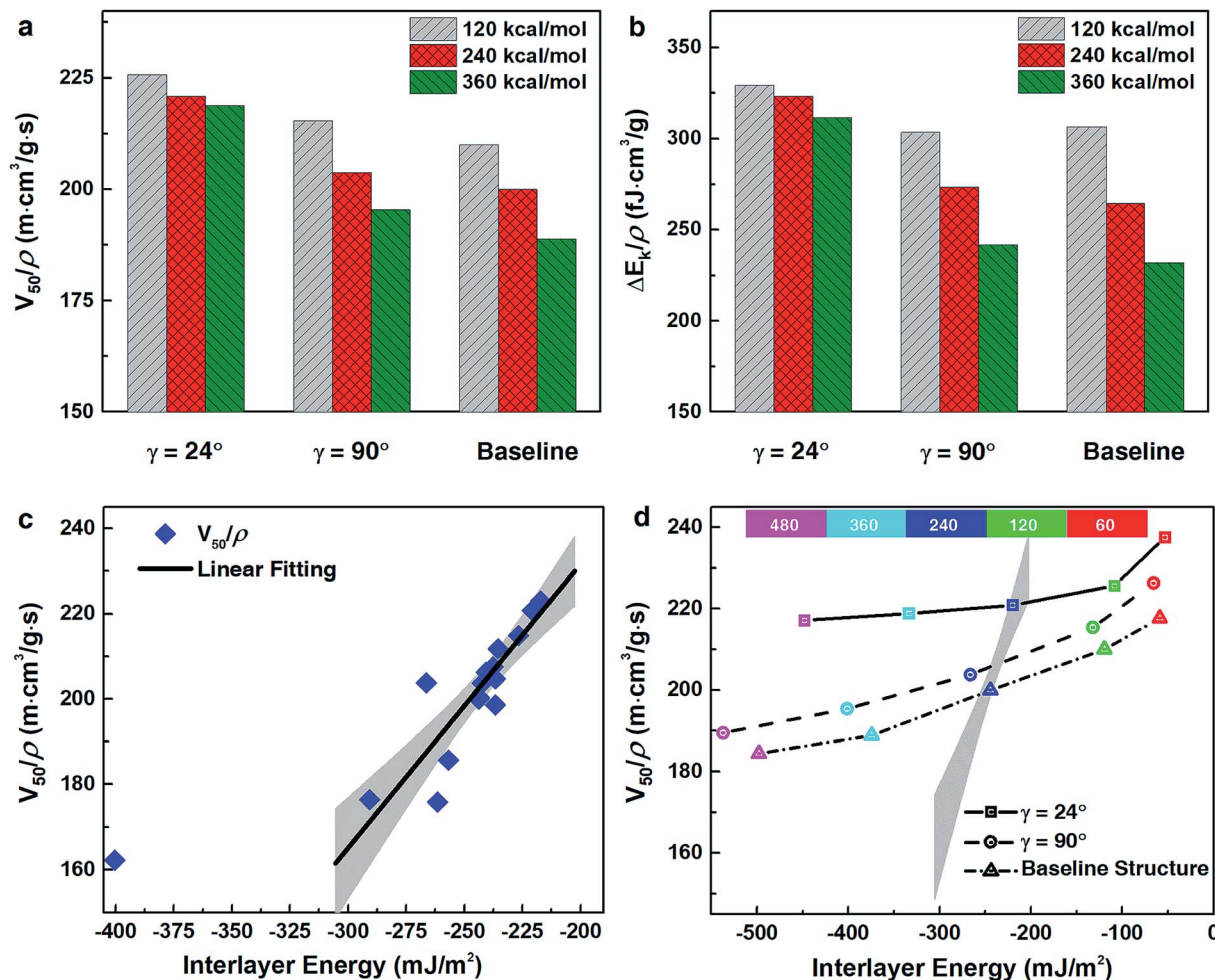 a
120 kcal/mol
240 kcal/mol
360 kcal/mol
V₅₀/ρ (m·cm³/g·s)
225
200
175
150
γ = 24°
γ = 90°
Baseline
b
120 kcal/mol
240 kcal/mol
360 kcal/mol
ΔEₖ/ρ (fJ·cm³/g)
350
300
250
200
150
γ = 24°
γ = 90°
Baseline
c
V₅₀/ρ
Linear Fitting
V₅₀/ρ (m·cm³/g·s)
240
220
200
180
160
-400
-375
-350
-325
-300
-275
-250
-225
-200
Interlayer Energy (mJ/m²)
d
480
360
240
120
60
V₅₀/ρ (m·cm³/g·s)
240
220
200
180
160
γ = 24°
γ = 90°
Baseline Structure
-500
-400
-300
-200
-100
0
Interlayer Energy (mJ/m²)